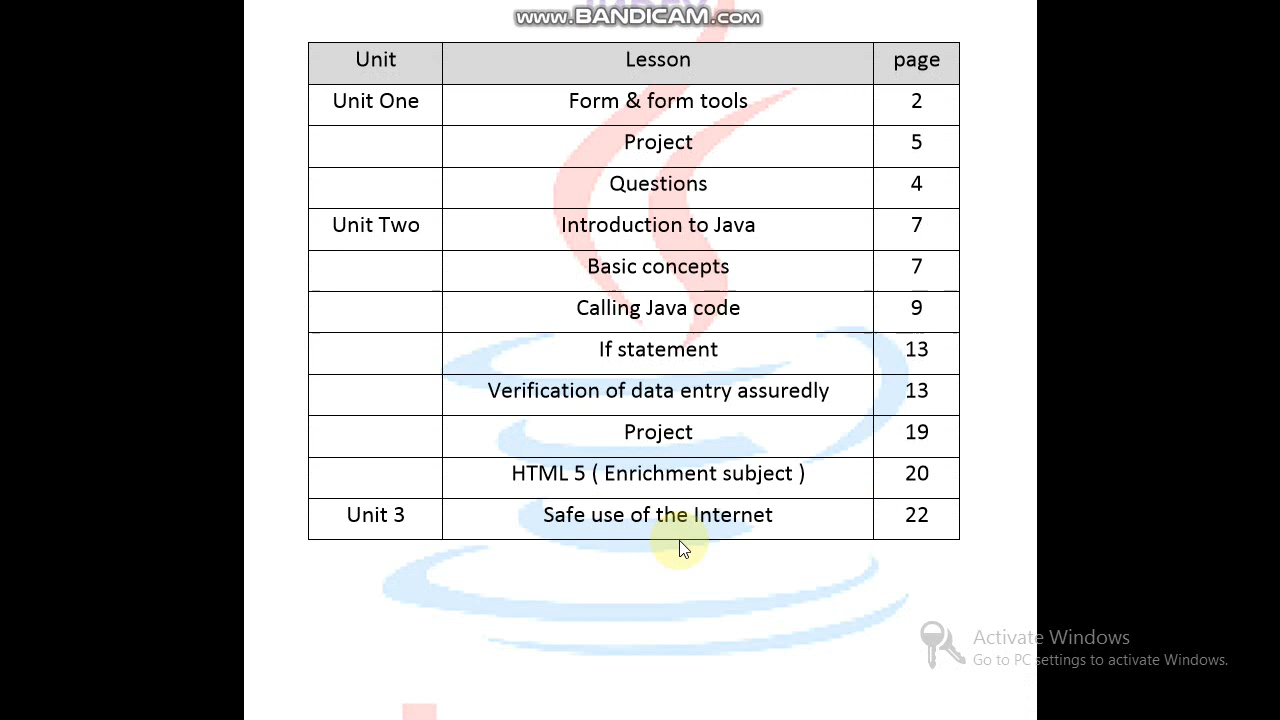 WWW.BANDICAM.COM
Unit Lesson page
Unit One Form & form tools 2
Project 5
Questions 4
Unit Two Introduction to Java 7
Basic concepts 7
Calling Java code 9
If statement 13
Verification of data entry assuredly 13
Project 19
HTML 5 ( Enrichment subject ) 20
Unit 3 Safe use of the Internet 22
Activate Windows
Go to PC settings to activate Windows.